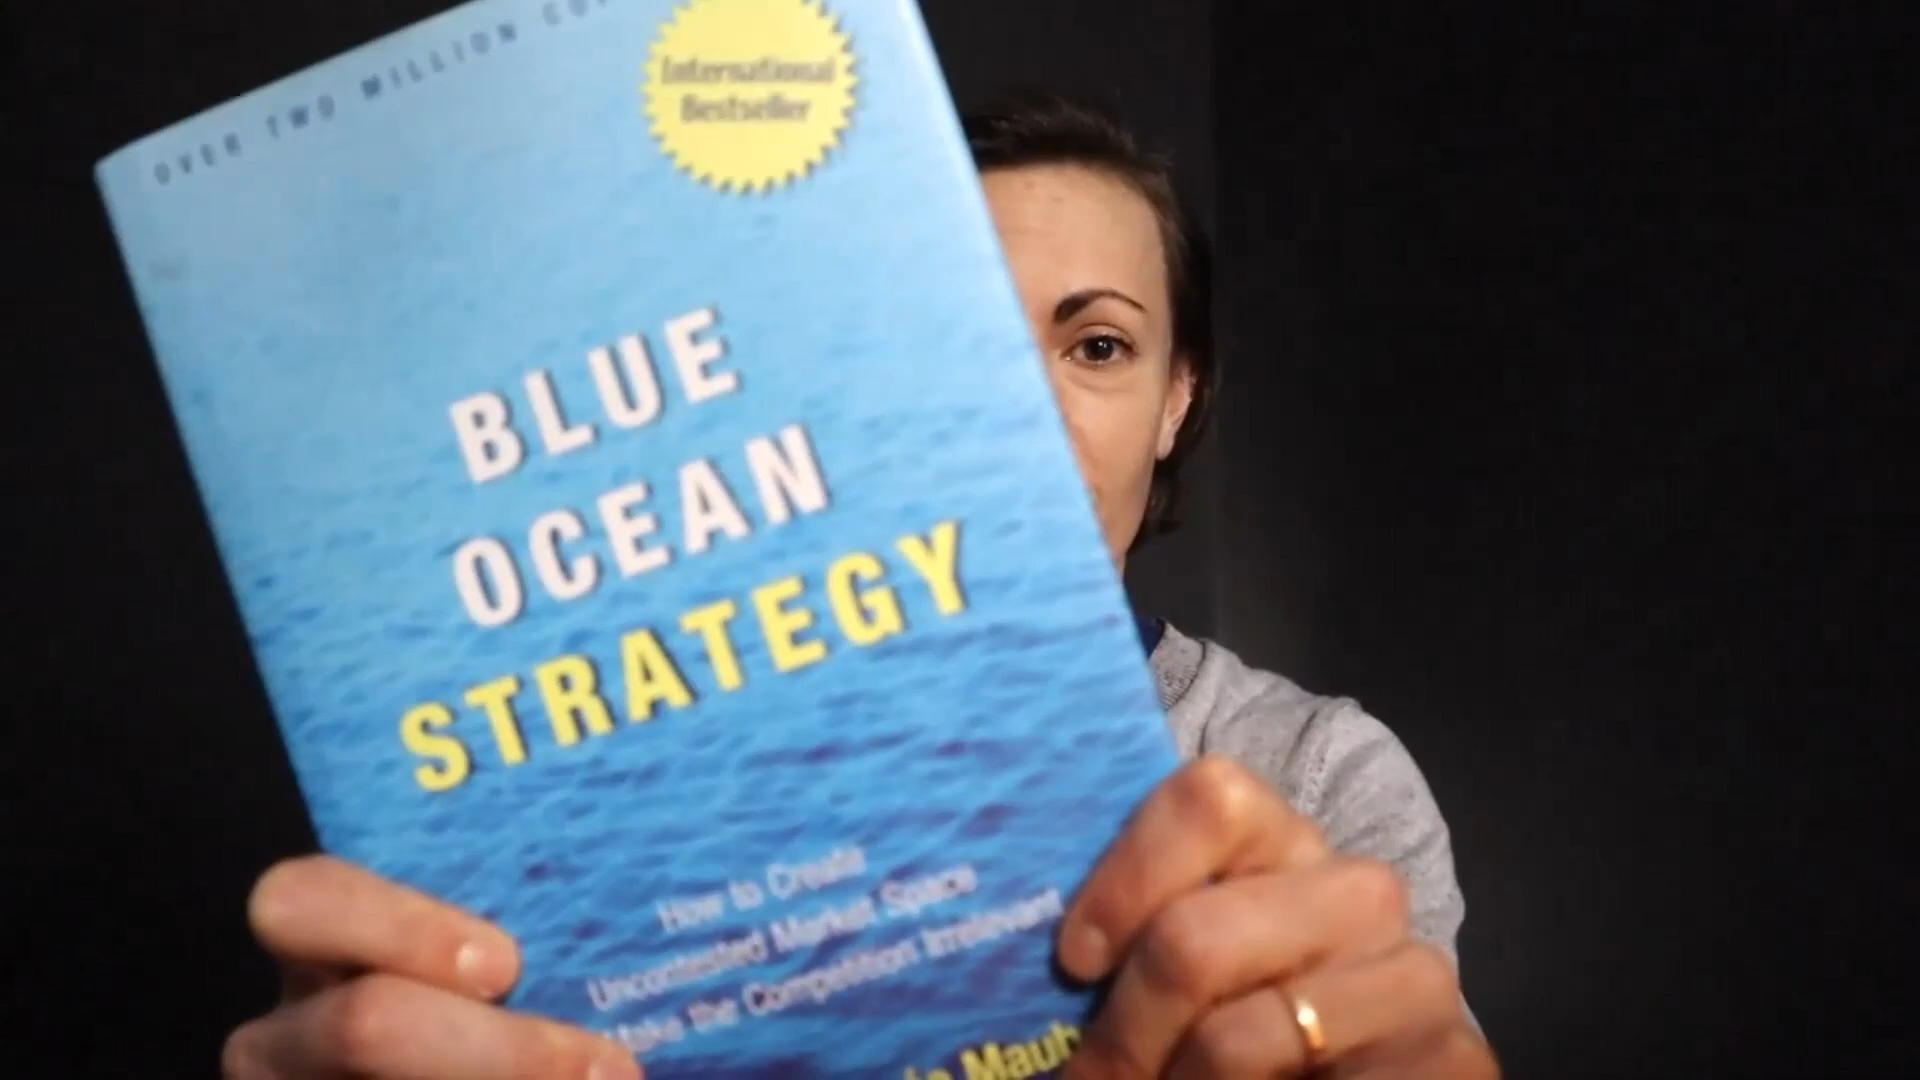 OVER TWO MILLION
International
Bestseller
BLUE
OCEAN
STRATEGY
How to Create
Uncontested Market Space
Make the Competition Irrelevant